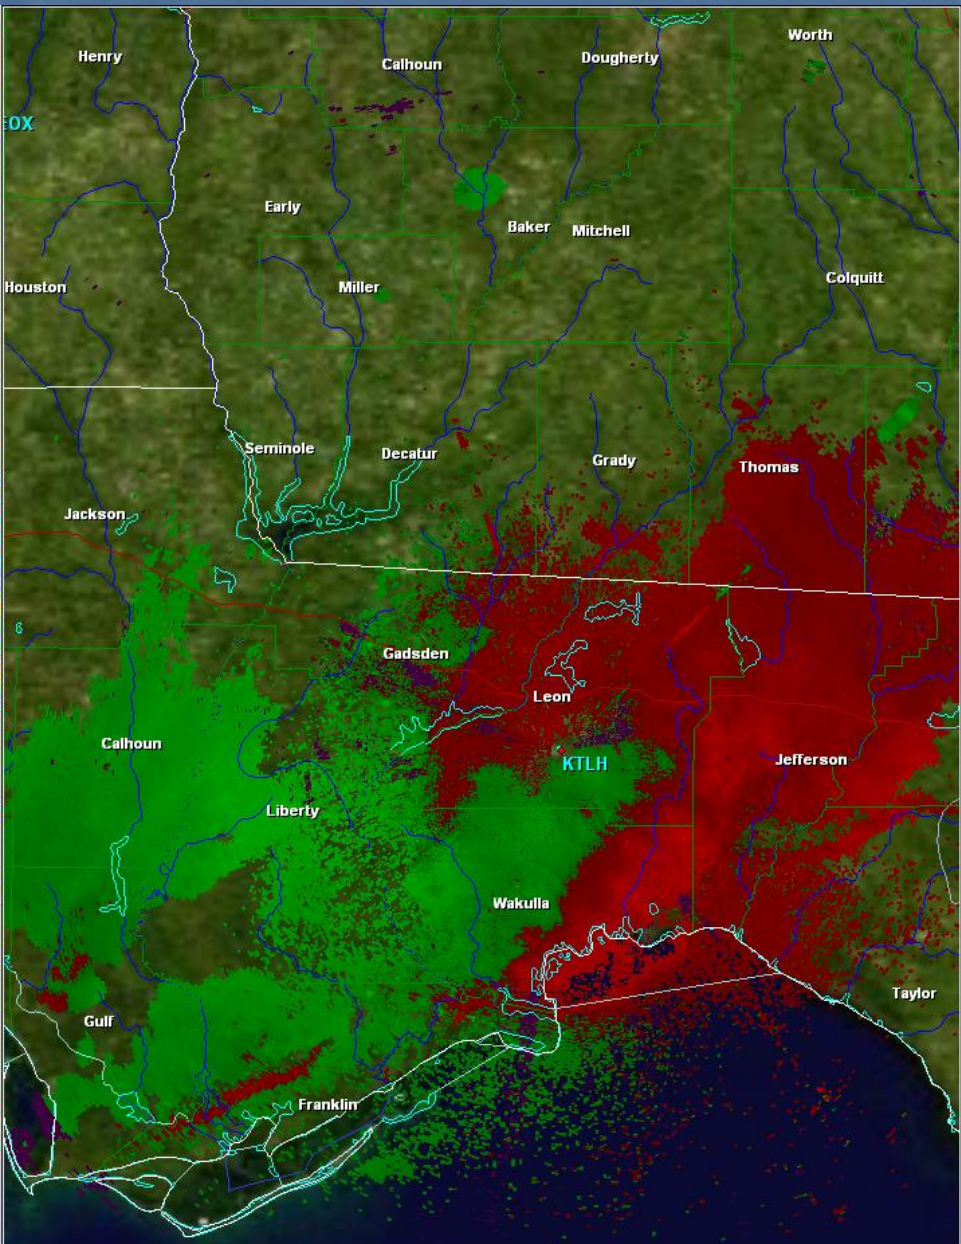 Worth
Henry
Calhoun
Dougherty
EOX
Early
Baker
Mitchell
Houston
Miller
Colquitt
Seminole
Decatur
Grady
Thomas
Jackson
Gadsden
Leon
Calhoun
KTLH
Jefferson
Liberty
Wakulla
Taylor
Gulf
Franklin